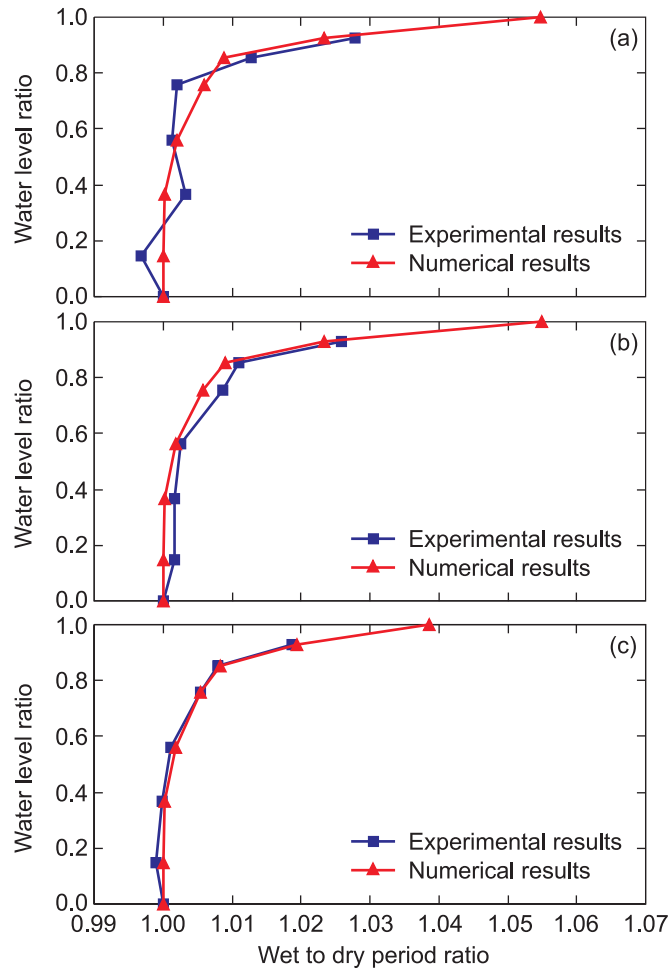 1.0
(a)
0.8
0.6
0.4
0.2
0.0
Water level ratio
Experimental results
Numerical results
1.0
(b)
0.8
0.6
0.4
0.2
0.0
Water level ratio
Experimental results
Numerical results
1.0
(c)
0.8
0.6
0.4
0.2
0.0
Water level ratio
Experimental results
Numerical results
0.99 1.00 1.01 1.02 1.03 1.04 1.05 1.06 1.07
Wet to dry period ratio